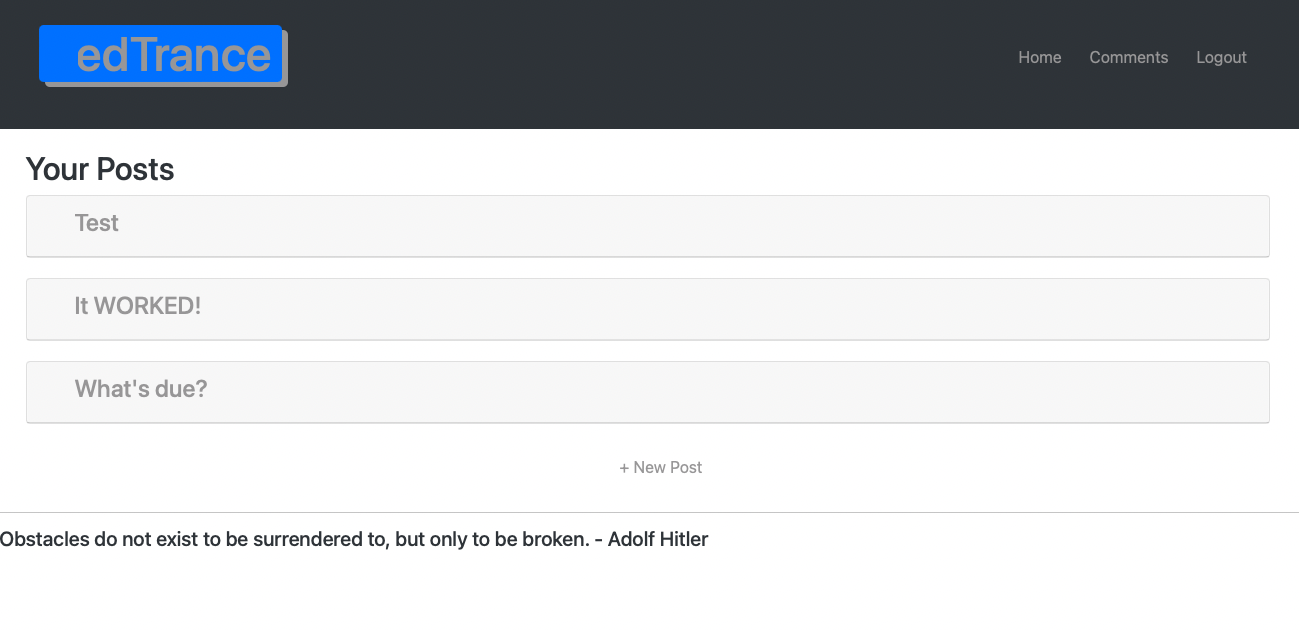 edTrance
Home Comments Logout
Your Posts
Test
It WORKED!
What's due?
+ New Post
Obstacles do not exist to be surrendered to, but only to be broken. - Adolf Hitler